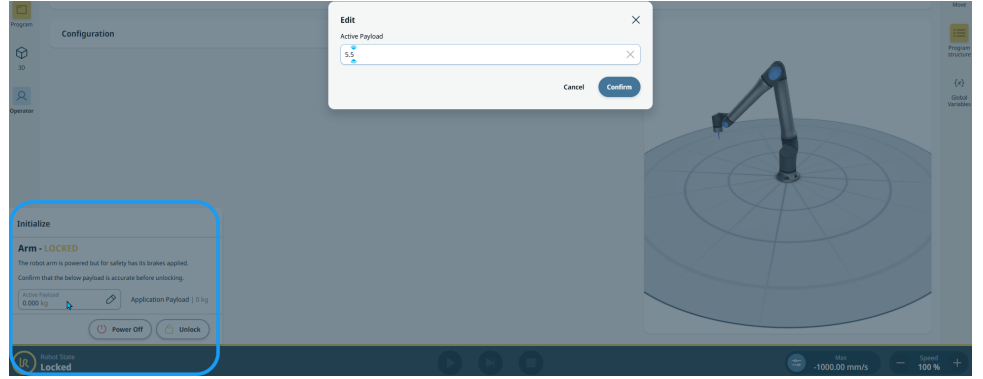 Edit
Active Payload
5.5
Cancel
Confirm
Program
3D
Operator
Configuration
Move
Program structure
{x}
Global Variables
Initialize
Arm - LOCKED
The robot arm is powered but for safety has its brakes applied.
Confirm that the below payload is accurate before unlocking.
Active Payload
0.000 kg
Application Payload | 0 kg
Power Off
Unlock
Robot State
Locked
Max
-1000.00 mm/s
Speed
100 %